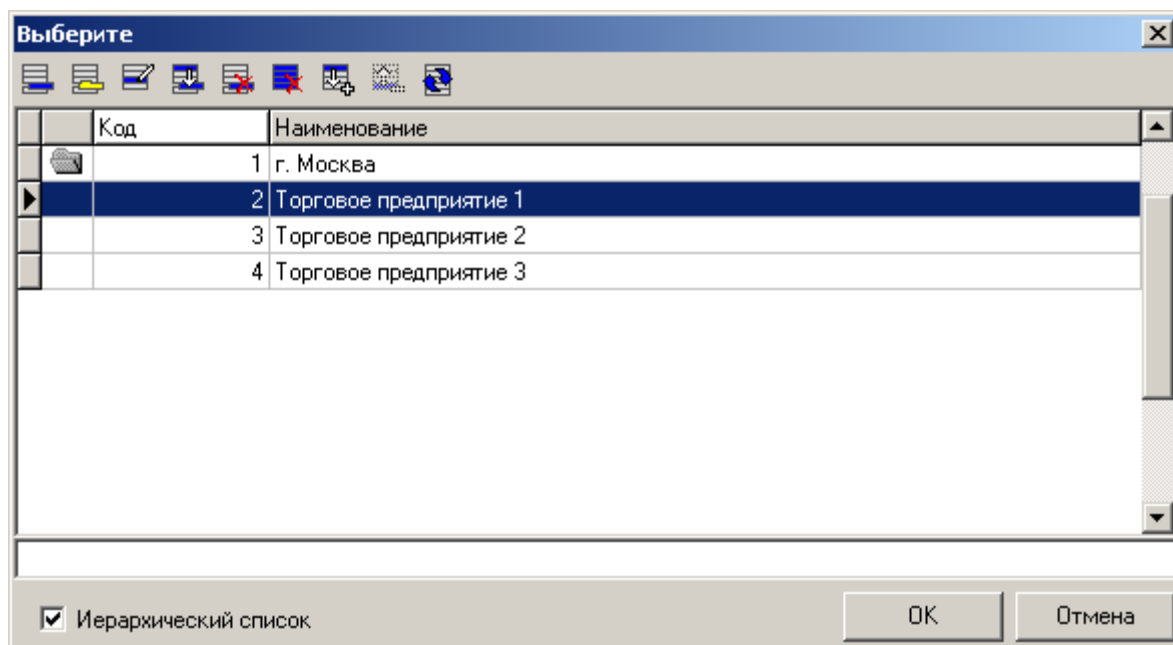 Выберите
Код Наименование
1 г. Москва
2 Торговое предприятие 1
3 Торговое предприятие 2
4 Торговое предприятие 3
Иерархический список OK Отмена